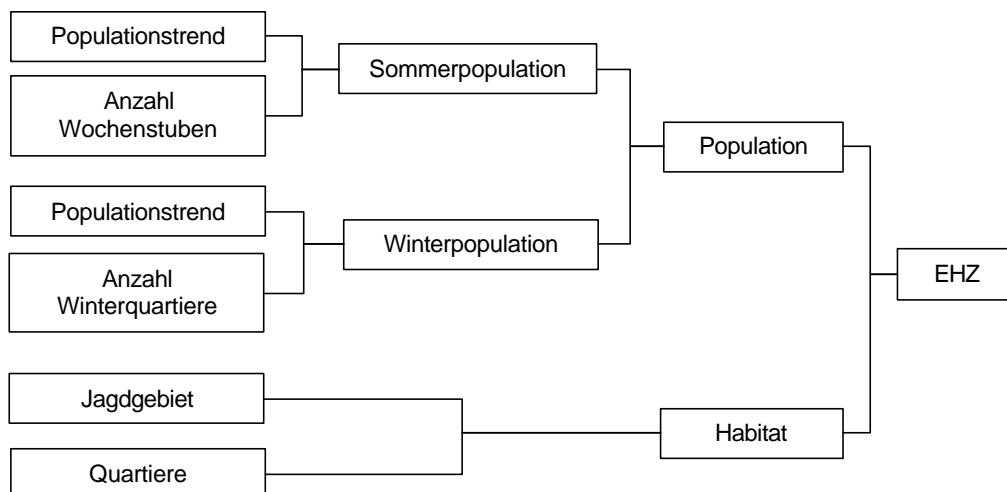 Populationstrend
Anzahl
Wochenstuben
Sommerpopulation
Populationstrend
Anzahl
Winterquartiere
Winterpopulation
Population
Jagdgebiet
Quartiere
Habitat
EHZ